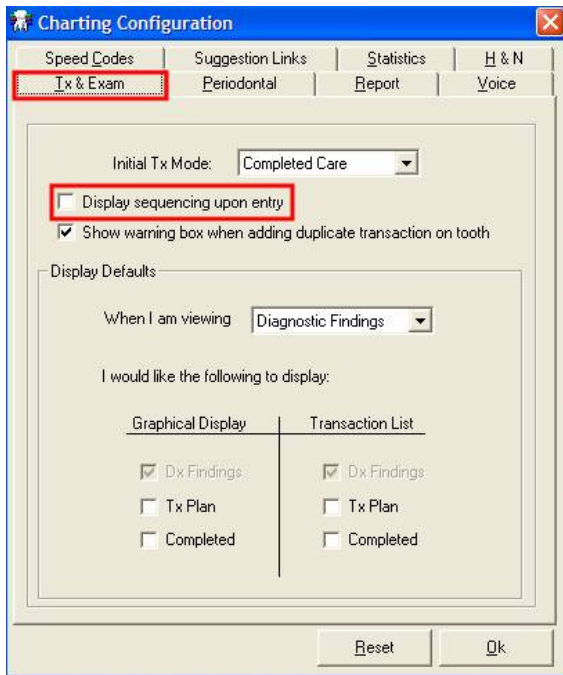 Charting Configuration
Speed Codes Suggestion Links Statistics H & N
Tx & Exam Periodontal Report Voice
Initial Tx Mode: Completed Care
Display sequencing upon entry
Show warning box when adding duplicate transaction on tooth
Display Defaults
When I am viewing Diagnostic Findings
I would like the following to display:
Graphical Display Transaction List
Dx Findings Dx Findings
Tx Plan Tx Plan
Completed Completed
Reset Ok